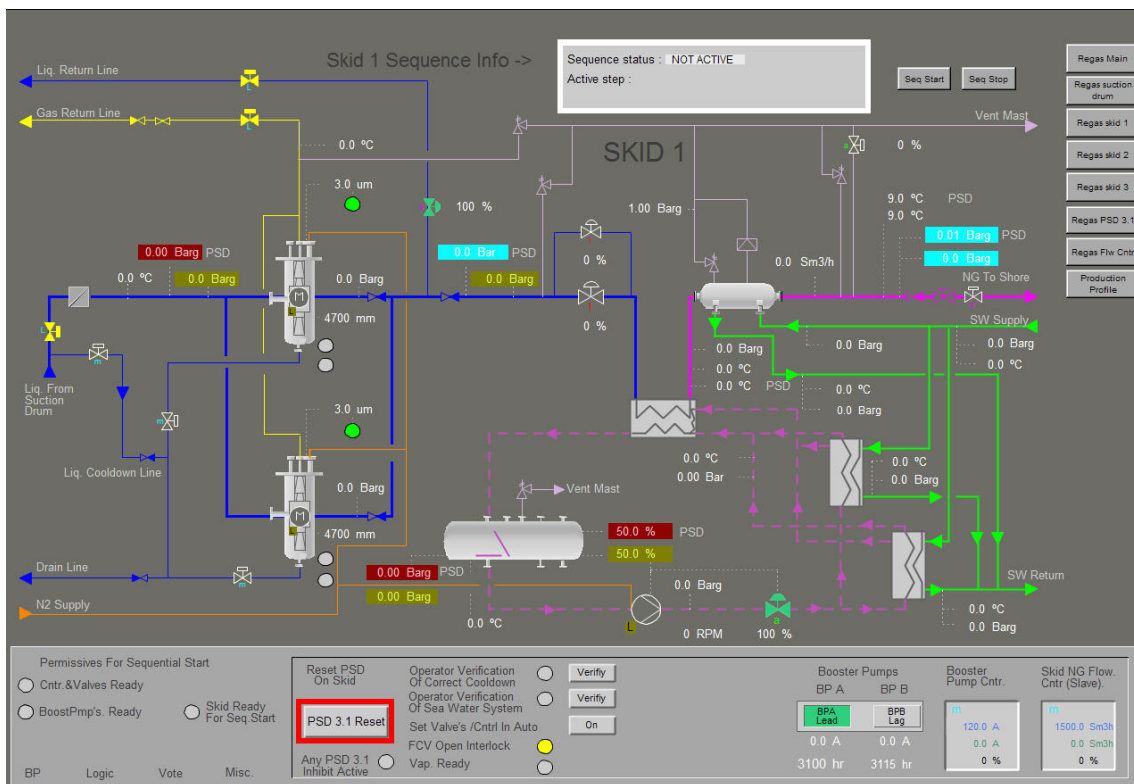 Skid 1 Sequence Info ->
Sequence status : NOT ACTIVE
Active step :
Seq Start
Seq Stop
Regas Main
Regas suction
drum
Regas skid 1
Regas skid 2
Regas skid 3
Regas PSD 3.1
Regas Flw Cntr
Production
Profile
Liq. Return Line
L
Gas Return Line
L
Vent Mast
SKID 1
0.0 ºC
a
0 %
3.0 um
100 %
1.00 Barg
9.0 ºC PSD
9.0 ºC
0.00 Barg PSD
0.0 Bar PSD
0 %
0.01 Barg PSD
0.0 ºC
0.0 Barg
0.0 Barg
0.0 Barg
0.0 Sm3/h
0.0 Barg
NG To Shore
M
L
4700 mm
0 %
SW Supply
L
m
0.0 Barg
0.0 Barg
0.0 Barg
0.0 ºC
0.0 ºC
0.0 ºC PSD
0.0 ºC
0.0 Barg
Liq. From
Suction
Drum
m
3.0 um
Liq. Cooldown Line
0.0 ºC
0.00 Bar
0.0 ºC
0.0 Barg
0.0 Barg
Vent Mast
M
L
4700 mm
50.0 % PSD
50.0 %
Drain Line
m
0.00 Barg PSD
0.00 Barg
0.0 Barg
SW Return
N2 Supply
0.0 ºC
L
0 RPM
a
100 %
0.0 ºC
0.0 Barg
Permissives For Sequential Start
Cntr.&Valves Ready
BoostPmp's. Ready
Skid Ready
For Seq.Start
BP Logic Vote Misc.
Reset PSD
On Skid
PSD 3.1 Reset
Any PSD 3.1
Inhibit Active
Operator Verification
Of Correct Cooldown
Verifiy
Operator Verification
Of Sea Water System
Verifiy
Set Valve's /Cntrl In Auto
On
FCV Open Interlock
Vap. Ready
Booster Pumps
BP A BP B
BPA
Lead
BPB
Lag
0.0 A 0.0 A
3100 hr 3115 hr
Booster
Pump Cntr.
m
120.0 A
0.0 A
0 %
Skid NG Flow.
Cntr (Slave).
m
1500.0 Sm3h
0.0 Sm3h
0 %